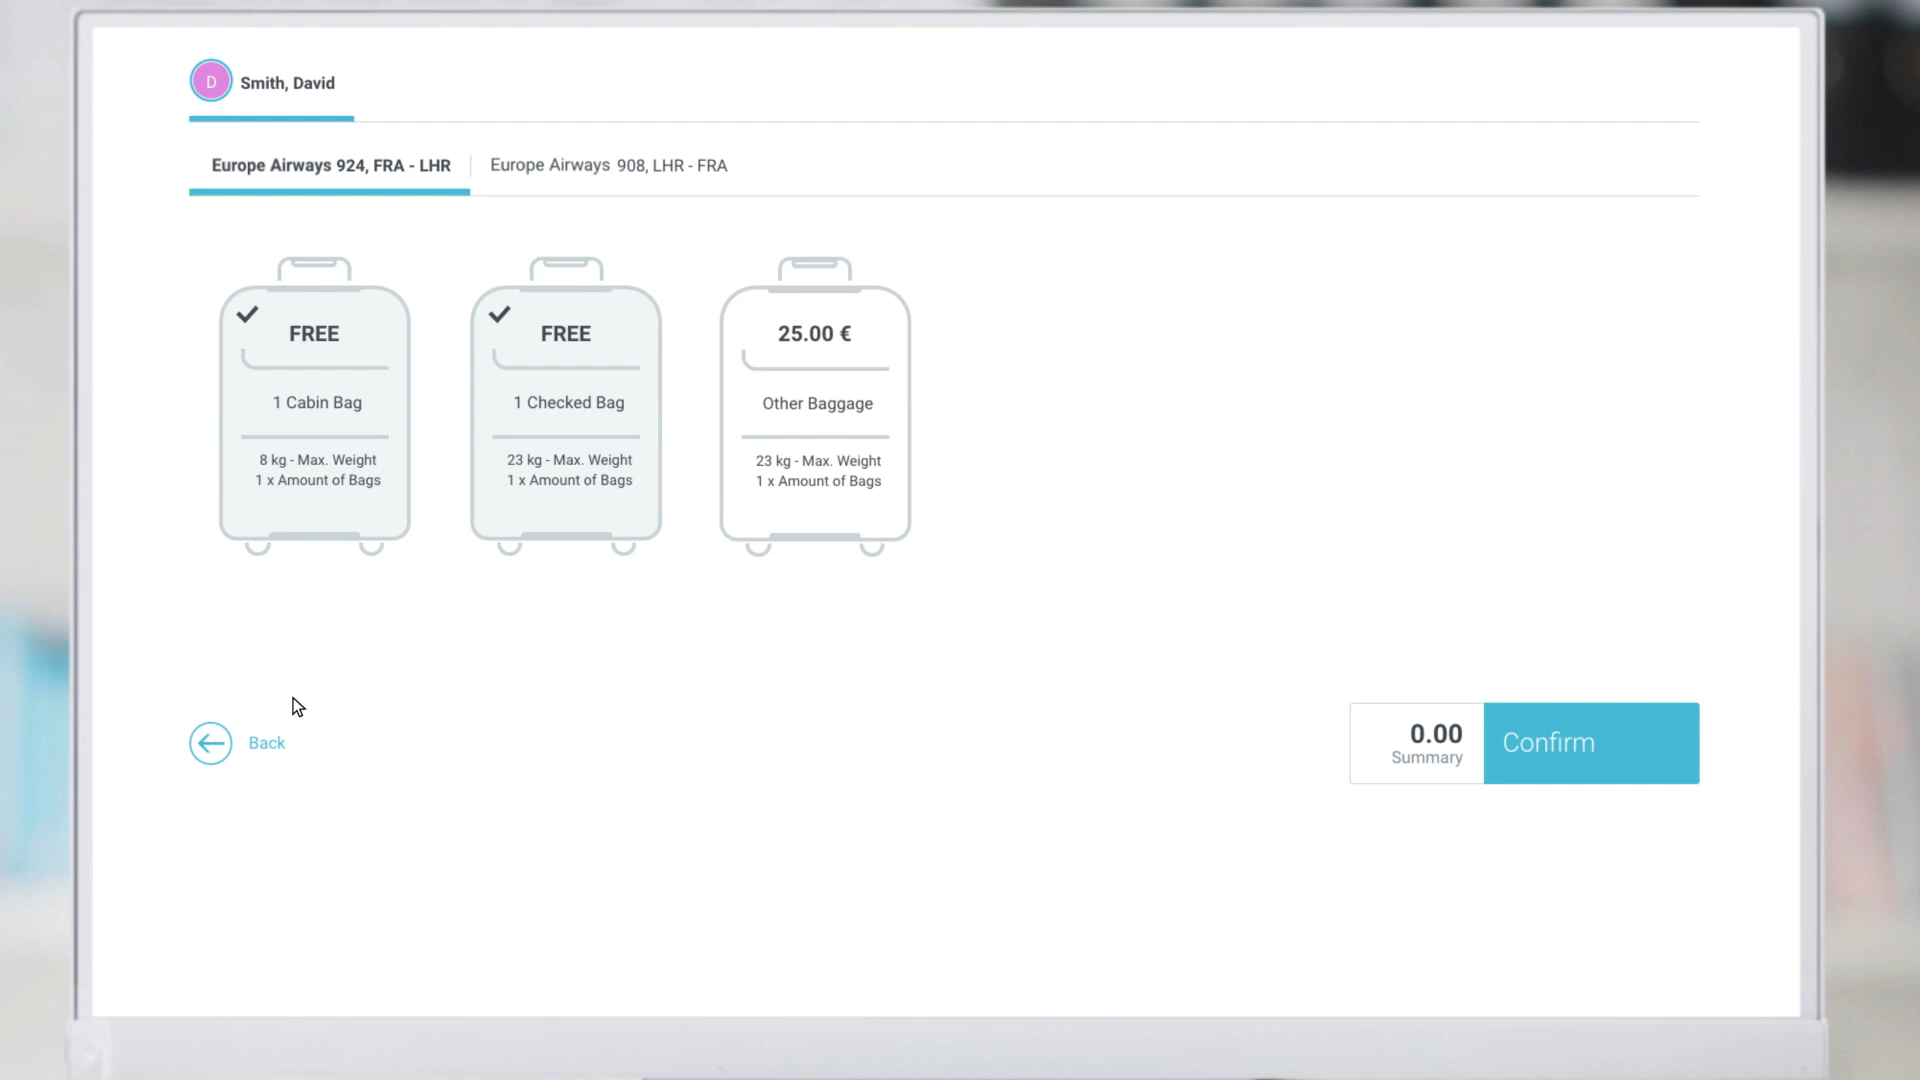 D
Smith, David
Europe Airways 924, FRA - LHR
Europe Airways 908, LHR - FRA
FREE
1 Cabin Bag
8 kg - Max. Weight
1 x Amount of Bags
FREE
1 Checked Bag
23 kg - Max. Weight
1 x Amount of Bags
25.00 €
Other Baggage
23 kg - Max. Weight
1 x Amount of Bags
Back
0.00
Summary
Confirm